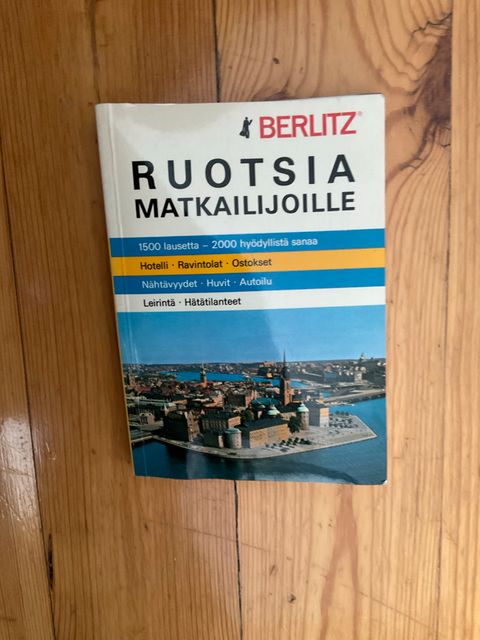 BERLITZ®
RUOTSIA
MATKAILIJOILLE
1500 lausetta – 2000 hyödyllistä sanaa
Hotelli · Ravintolat · Ostokset
Nähtävyydet · Huvit · Autoilu
Leirintä · Hätätilanteet